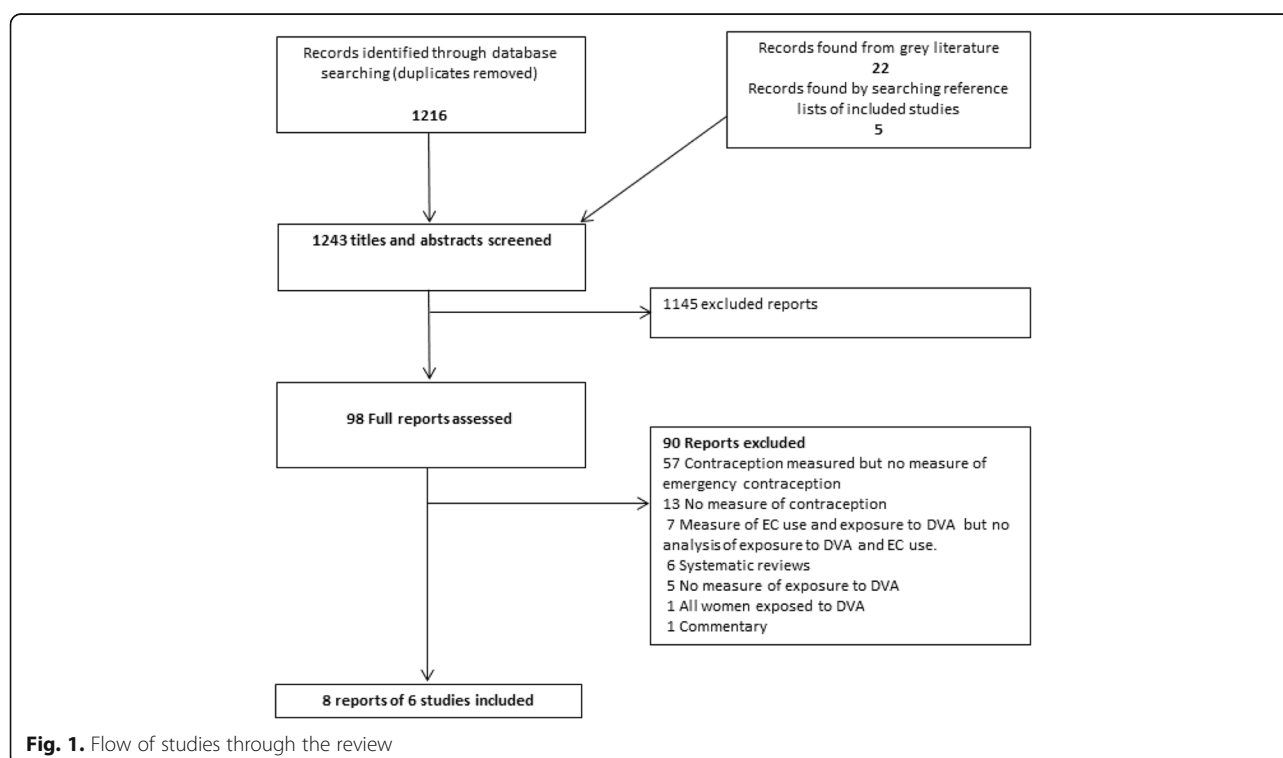 Records identified through database
searching (duplicates removed)
1216
Records found from grey literature
22
Records found by searching reference
lists of included studies
5
1243 titles and abstracts screened
1145 excluded reports
98 Full reports assessed
90 Reports excluded
57 Contraception measured but no measure of
emergency contraception
13 No measure of contraception
7 Measure of EC use and exposure to DVA but no
analysis of exposure to DVA and EC use.
6 Systematic reviews
5 No measure of exposure to DVA
1 All women exposed to DVA
1 Commentary
8 reports of 6 studies included
Fig. 1. Flow of studies through the review